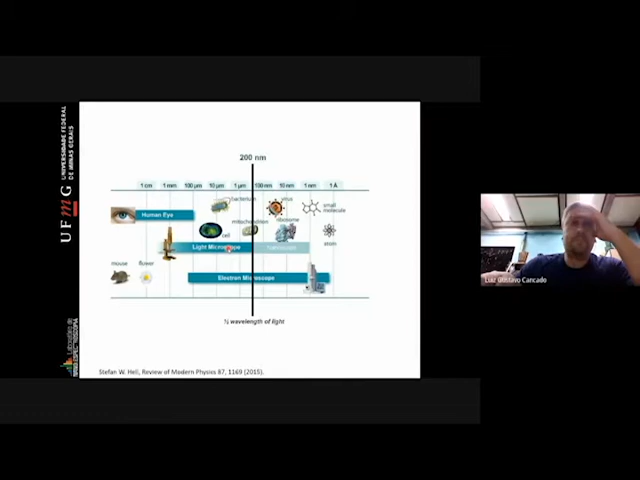 UFmG
UNIVERSIDADE FEDERAL
DE MINAS GERAIS
200 nm
1 cm 1 mm 100 µm 10 µm 1 µm 100 nm 10 nm 1 nm 1 Å
bacterium virus small
molecule
Human Eye
mitochondrion ribosome
cell
atom
Light Microscope
mouse flower
Electron Microscope
½ wavelength of light
Stefan W. Hell, Review of Modern Physics 87, 1169 (2015).
Luiz Gustavo Cancado